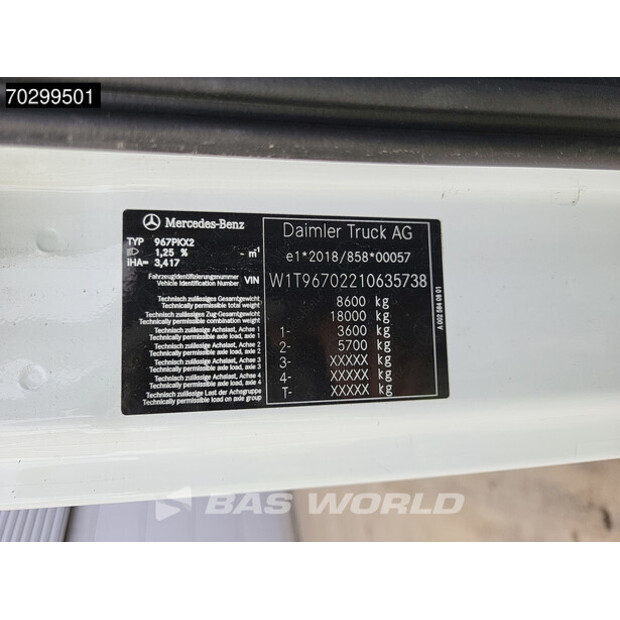 70299501
Mercedes-Benz
TYP 967PKX2
1,25 % - m⁻¹
iHA= 3,417
Daimler Truck AG
e1*2018/858*00057
Fahrzeugidentifizierungsnummer
Vehicle Identification Number VIN W1T96702210635738
Technisch zulässiges Gesamtgewicht
Technically permissible total weight 8600 kg
Technisch zulässiges Zug-Gesamtgewicht
Technically permissible combination weight 18000 kg
Technisch zulässige Achslast, Achse 1
Technically permissible axle load, axle 1 1- 3600 kg
Technisch zulässige Achslast, Achse 2
Technically permissible axle load, axle 2 2- 5700 kg
Technisch zulässige Achslast, Achse 3
Technically permissible axle load, axle 3 3- XXXXX kg
Technisch zulässige Achslast, Achse 4
Technically permissible axle load, axle 4 4- XXXXX kg
Technisch zulässige Last der Achsgruppe
Technically permissible load on axle group T- XXXXX kg
A 002 584 08 01
BAS WORLD